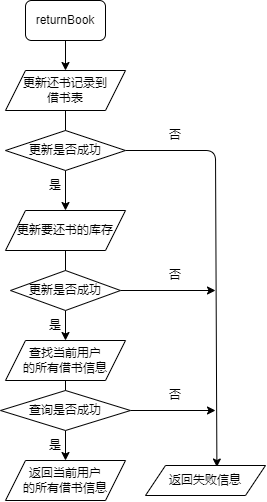 returnBook
更新还书记录到
借书表
更新是否成功
否
是
更新要还书的库存
更新是否成功
否
是
查找当前用户
的所有借书信息
查询是否成功
否
是
返回当前用户
的所有借书信息
返回失败信息